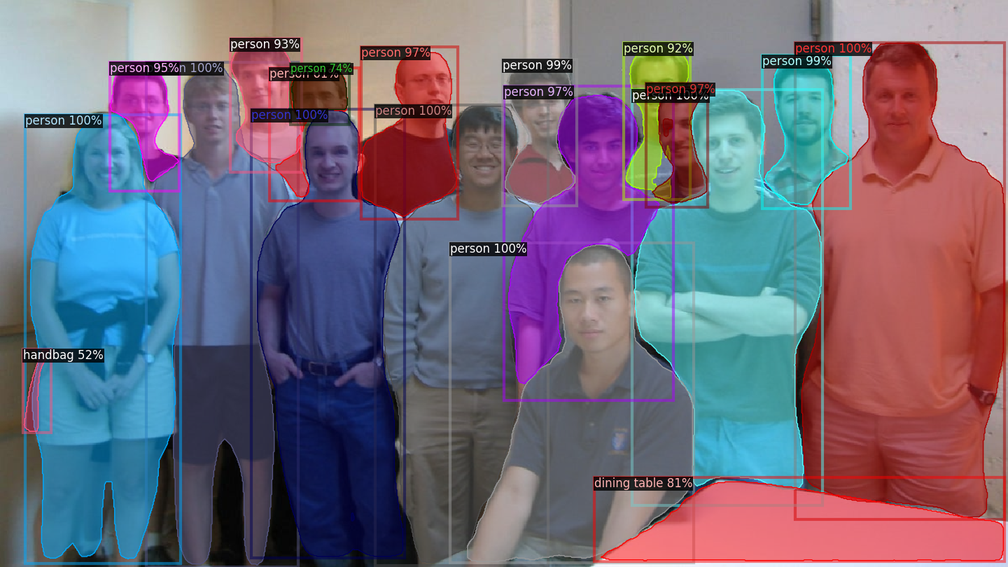 person 93%
person 92%
person 100%
person 97%
person 99%
person 99%
person 95%
n 100%
person 81%
person 74%
person 97%
person 97%
person 100%
person 100%
person 100%
person 100%
person 100%
handbag 52%
dining table 81%